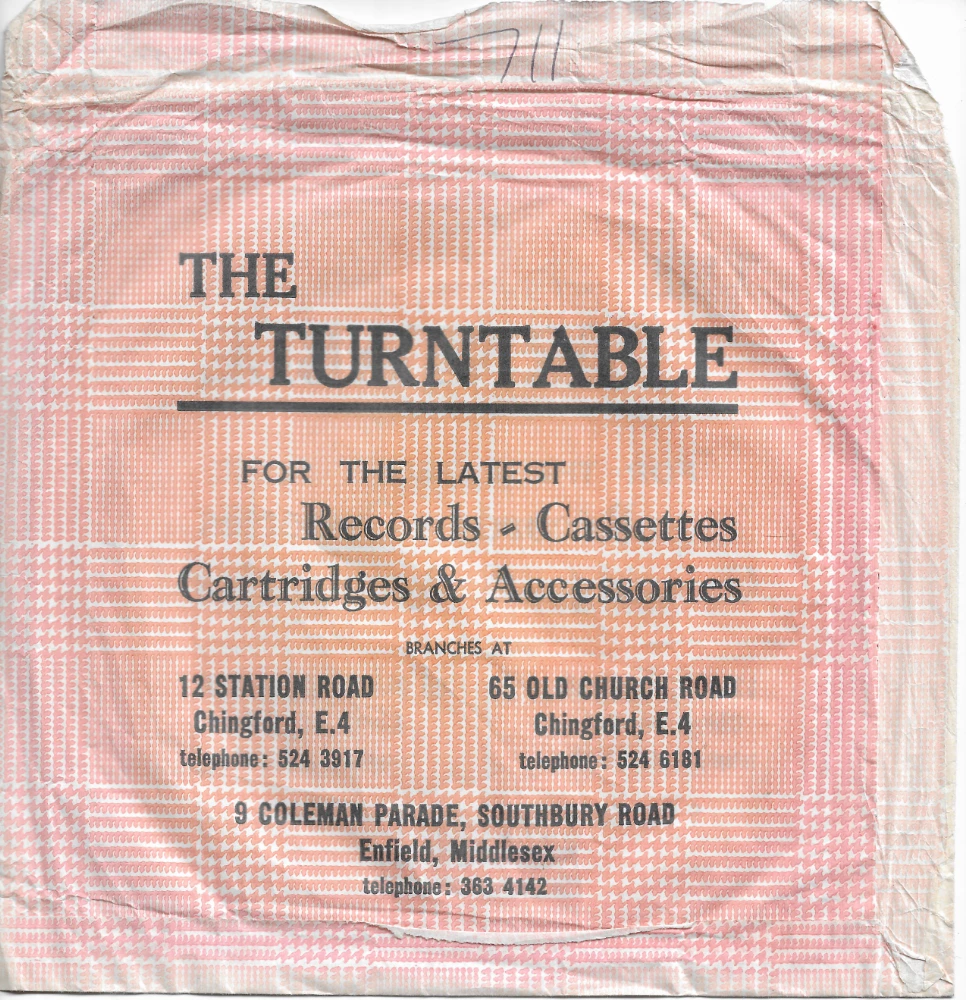 711
THE
TURNTABLE
FOR THE LATEST
Records - Cassettes
Cartridges & Accessories
BRANCHES AT
12 STATION ROAD
Chingford, E.4
telephone: 524 3917
65 OLD CHURCH ROAD
Chingford, E.4
telephone: 524 6181
9 COLEMAN PARADE, SOUTHBURY ROAD
Enfield, Middlesex
telephone: 363 4142